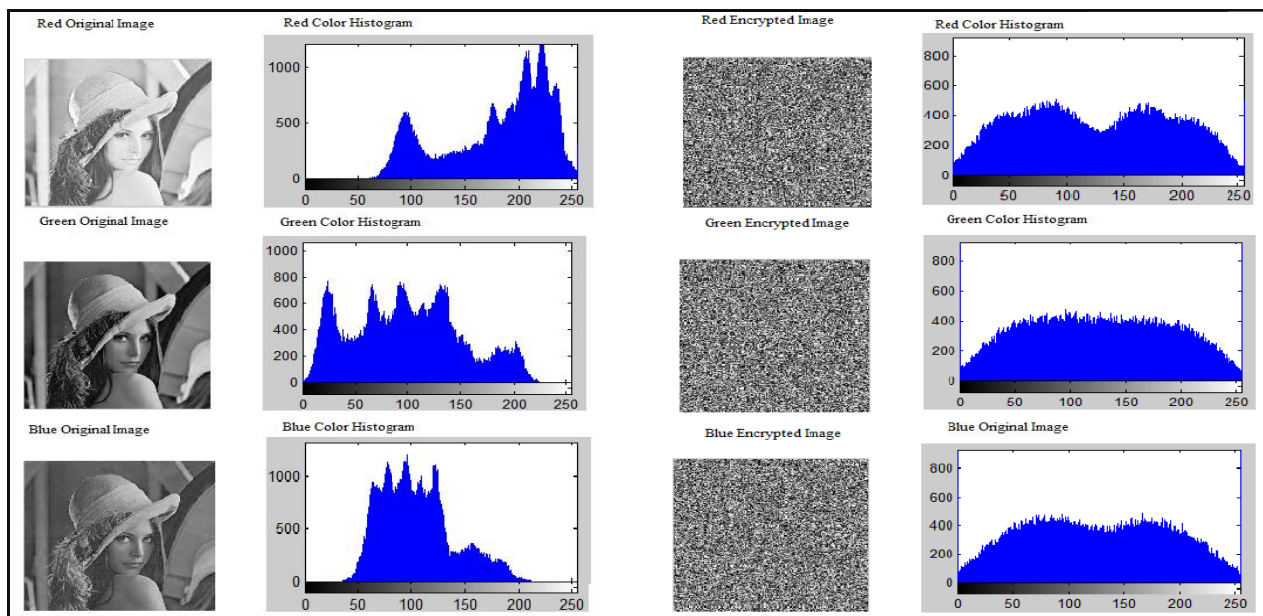 Red Original Image
Red Color Histogram
Red Encrypted Image
Red Color Histogram
1000
500
0
0 50 100 150 200 250
800
600
400
200
0
0 50 100 150 200 250
Green Original Image
Green Color Histogram
Green Encrypted Image
Green Color Histogram
1000
800
600
400
200
0
0 50 100 150 200 250
800
600
400
200
0
0 50 100 150 200 250
Blue Original Image
Blue Color Histogram
Blue Encrypted Image
Blue Original Image
1000
500
0
0 50 100 150 200 250
800
600
400
200
0
0 50 100 150 200 250